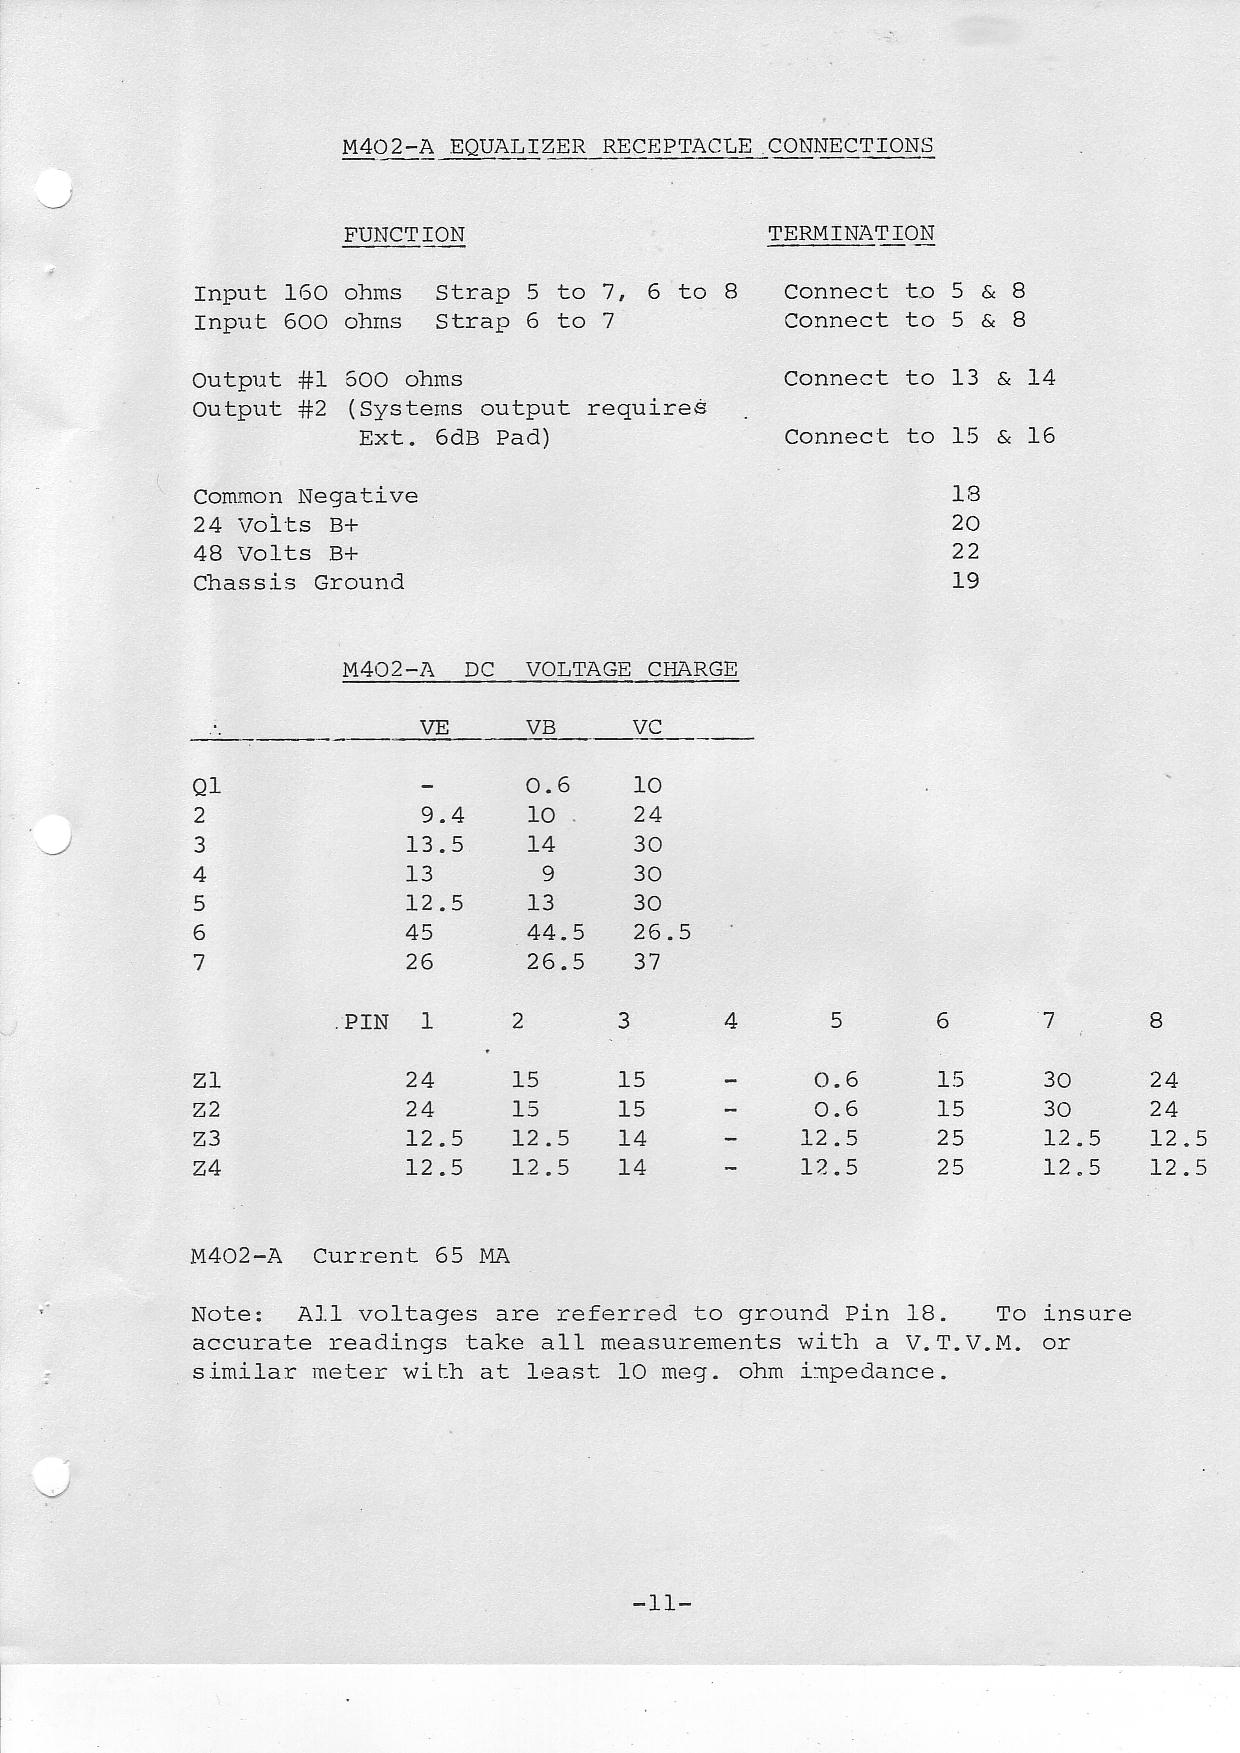 M402-A EQUALIZER RECEPTACLE CONNECTIONS
FUNCTION TERMINATION
Input 160 ohms Strap 5 to 7, 6 to 8 Connect to 5 & 8
Input 600 ohms Strap 6 to 7 Connect to 5 & 8
Output #1 600 ohms Connect to 13 & 14
Output #2 (Systems output requires
Ext. 6dB Pad) Connect to 15 & 16
Common Negative 18
24 Volts B+ 20
48 Volts B+ 22
Chassis Ground 19
M402-A DC VOLTAGE CHARGE
VE VB VC
Q1 - 0.6 10
2 9.4 10 24
3 13.5 14 30
4 13 9 30
5 12.5 13 30
6 45 44.5 26.5
7 26 26.5 37
PIN 1 2 3 4 5 6 7 8
Z1 24 15 15 - 0.6 15 30 24
Z2 24 15 15 - 0.6 15 30 24
Z3 12.5 12.5 14 - 12.5 25 12.5 12.5
Z4 12.5 12.5 14 - 12.5 25 12.5 12.5
M402-A Current 65 MA
Note: All voltages are referred to ground Pin 18. To insure
accurate readings take all measurements with a V.T.V.M. or
similar meter with at least 10 meg. ohm impedance.
-11-